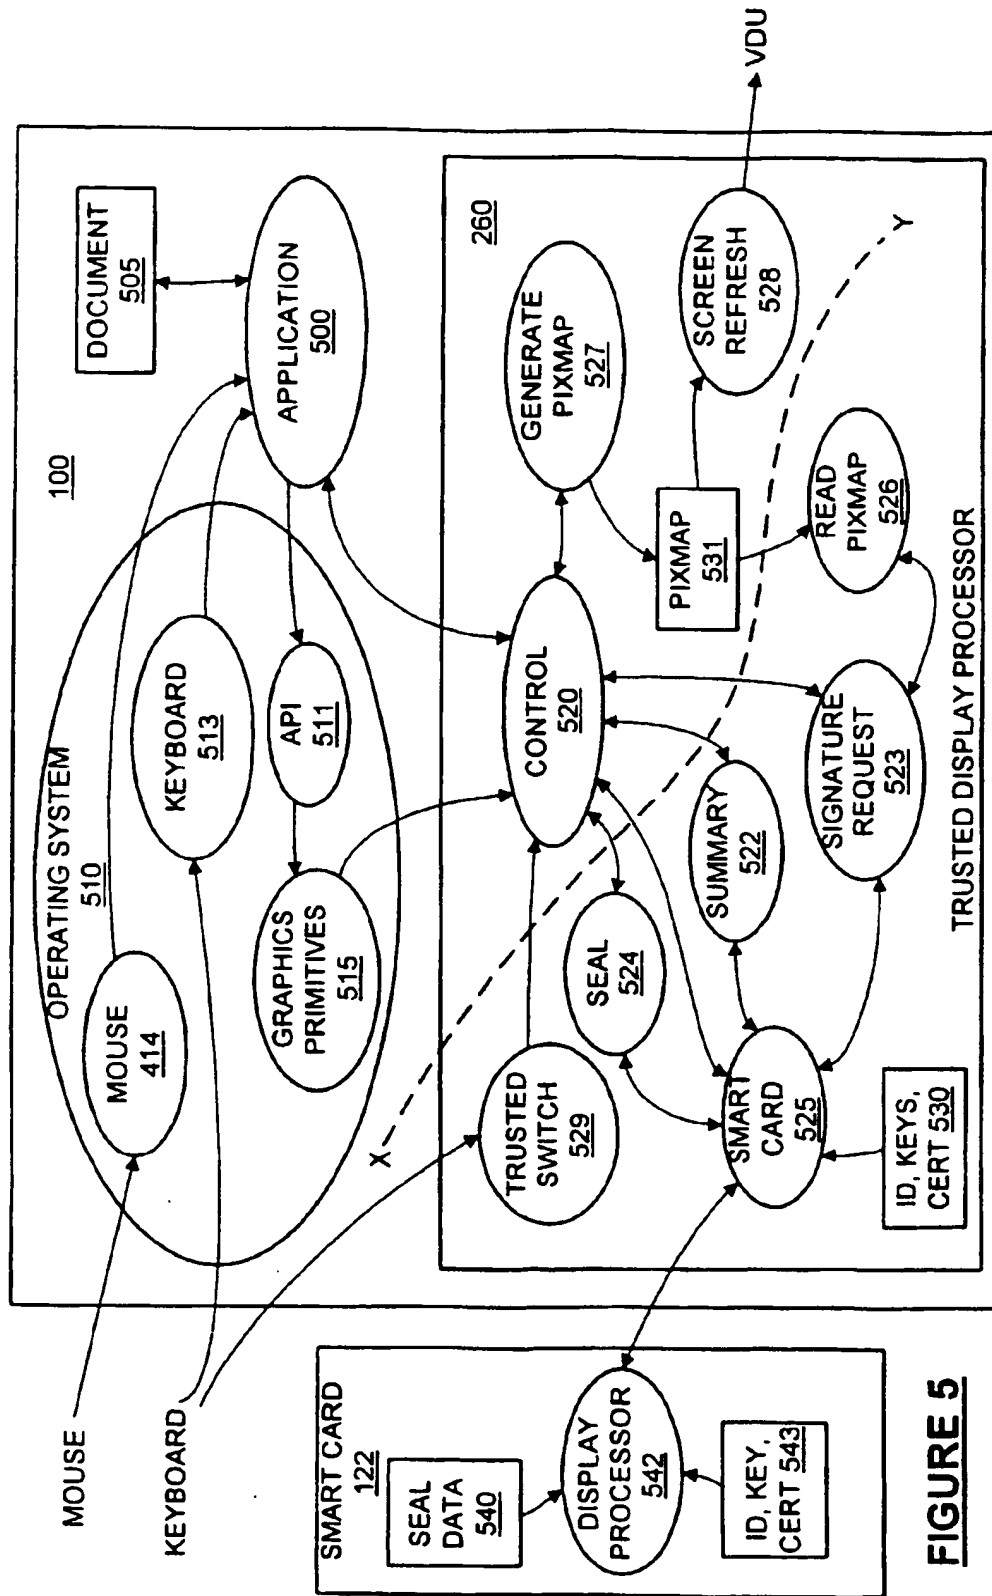 MOUSE
KEYBOARD
100
OPERATING SYSTEM
510
MOUSE
414
KEYBOARD
513
GRAPHICS
PRIMITIVES
515
API
511
DOCUMENT
505
APPLICATION
500
X
260
TRUSTED
SWITCH
529
CONTROL
520
GENERATE
PIXMAP
527
SEAL
524
PIXMAP
531
SCREEN
REFRESH
528
VDU
SUMMARY
522
SMART
CARD
525
SIGNATURE
REQUEST
523
READ
PIXMAP
526
Y
ID, KEYS,
CERT 530
TRUSTED DISPLAY PROCESSOR
SMART CARD
122
SEAL
DATA
540
DISPLAY
PROCESSOR
542
ID, KEY,
CERT 543
FIGURE 5